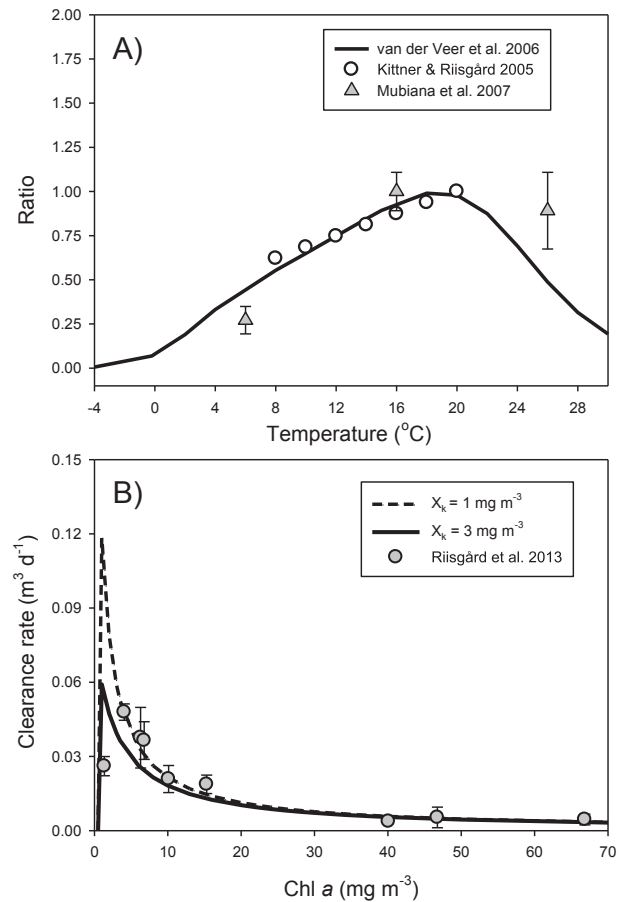 A)
van der Veer et al. 2006
Kittner & Riisgård 2005
Mubiana et al. 2007
2.00
1.75
1.50
1.25
1.00
0.75
0.50
0.25
0.00
Ratio
-4 0 4 8 12 16 20 24 28
Temperature (°C)
B)
Xk = 1 mg m-3
Xk = 3 mg m-3
Riisgård et al. 2013
0.15
0.12
0.09
0.06
0.03
0.00
Clearance rate (m3 d-1)
0 10 20 30 40 50 60 70
Chl a (mg m-3)